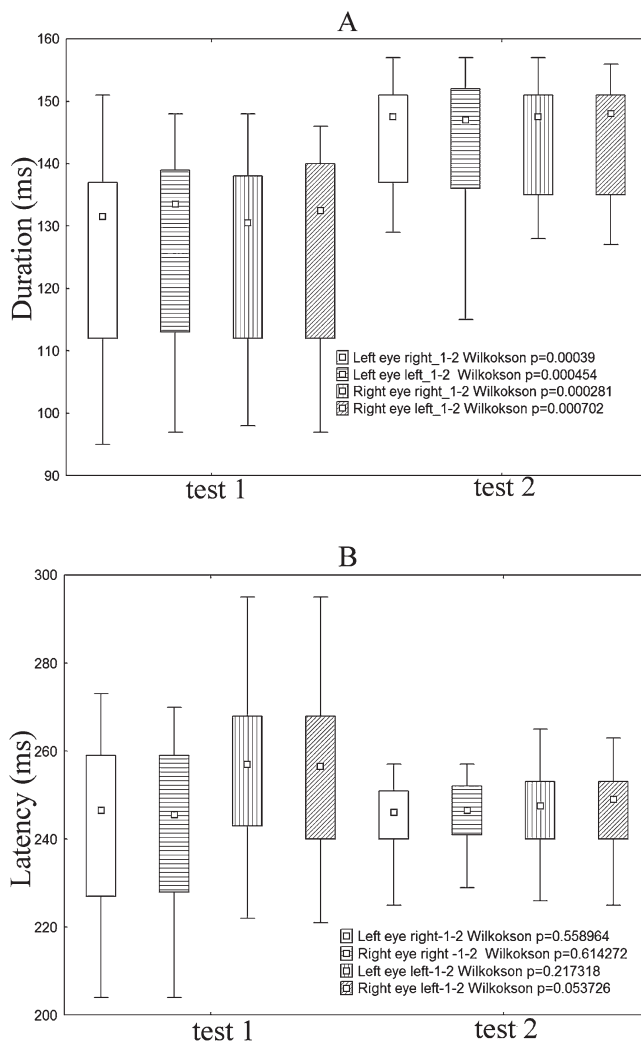 A
160
150
140
130
120
110
100
90
Duration (ms)
Left eye right_1-2 Wilkokson p=0.00039
Left eye left_1-2 Wilkokson p=0.000454
Right eye right_1-2 Wilkokson p=0.000281
Right eye left_1-2 Wilkokson p=0.000702
test 1 test 2
B
300
280
260
240
220
200
Latency (ms)
Left eye right-1-2 Wilkokson p=0.558964
Right eye right -1-2 Wilkokson p=0.614272
Left eye left-1-2 Wilkokson p=0.217318
Right eye left-1-2 Wilkokson p=0.053726
test 1 test 2